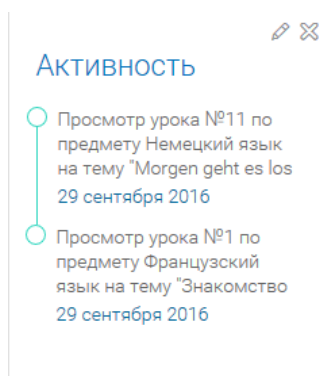 Активность
Просмотр урока №11 по
предмету Немецкий язык
на тему "Morgen geht es los
29 сентября 2016
Просмотр урока №1 по
предмету Французский
язык на тему "Знакомство
29 сентября 2016